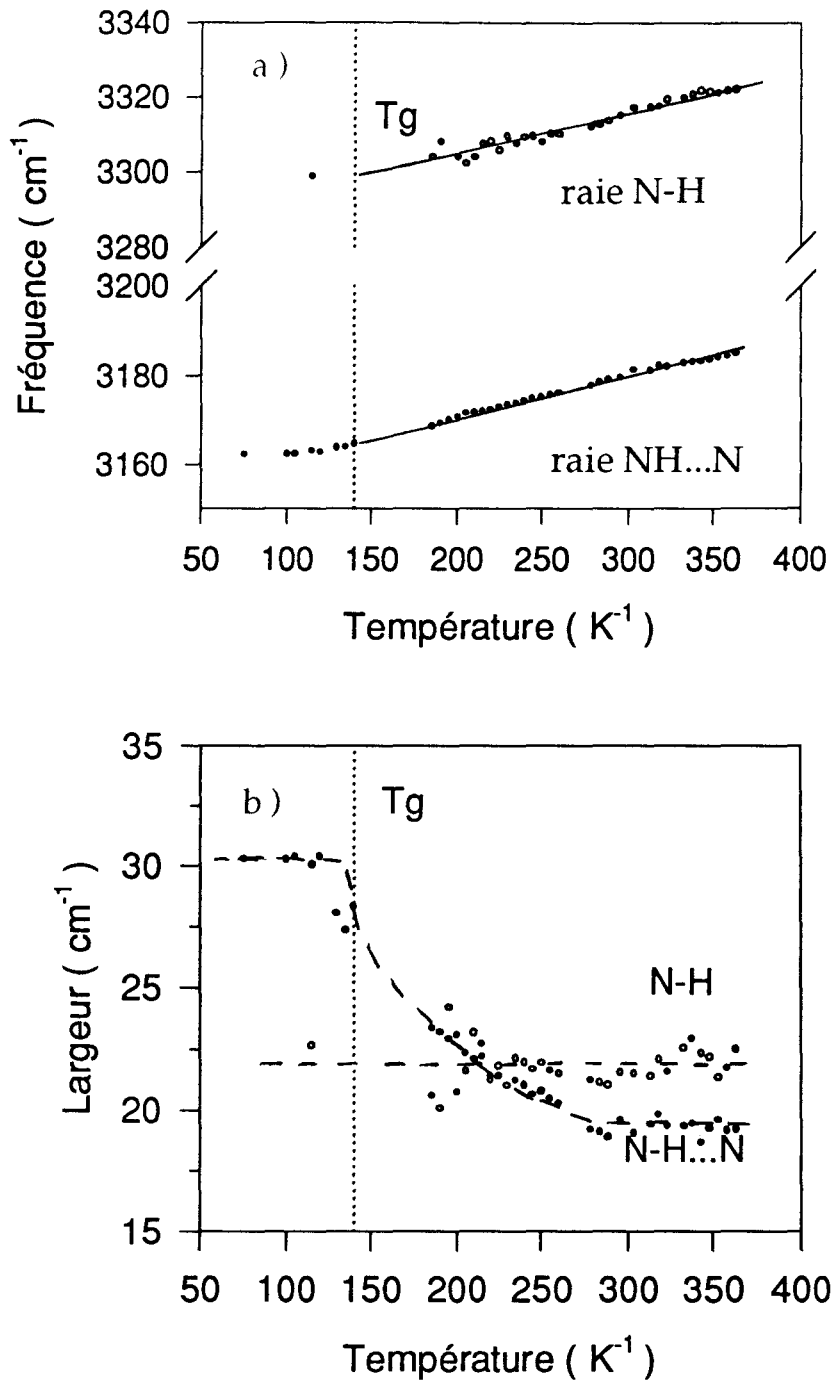 3340
a )
3320
Tg
3300
raie N-H
3280
3200
3180
raie NH...N
3160
Fréquence ( cm⁻¹ )
50 100 150 200 250 300 350 400
Température ( K⁻¹ )
35
b )
Tg
30
25
N-H
20
N-H...N
15
Largeur ( cm⁻¹ )
50 100 150 200 250 300 350 400
Température ( K⁻¹ )